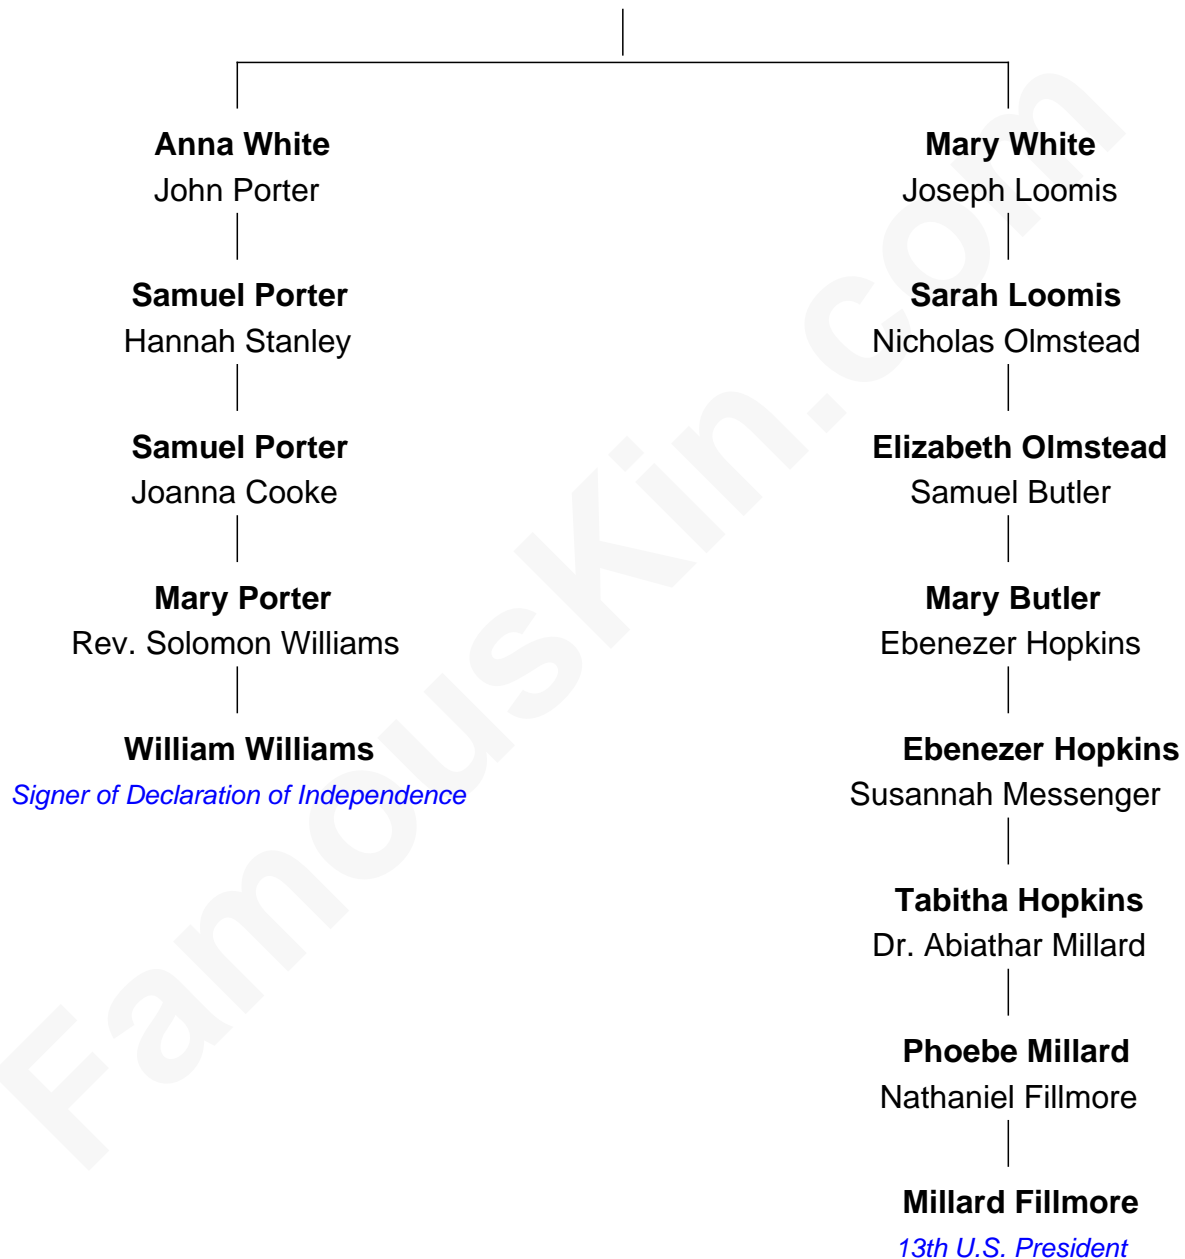 Anna White
John Porter
Samuel Porter
Hannah Stanley
Samuel Porter
Joanna Cooke
Mary Porter
Rev. Solomon Williams
William Williams
Signer of Declaration of Independence
Mary White
Joseph Loomis
Sarah Loomis
Nicholas Olmstead
Elizabeth Olmstead
Samuel Butler
Mary Butler
Ebenezer Hopkins
Ebenezer Hopkins
Susannah Messenger
Tabitha Hopkins
Dr. Abiathar Millard
Phoebe Millard
Nathaniel Fillmore
Millard Fillmore
13th U.S. President
FamousKin.com